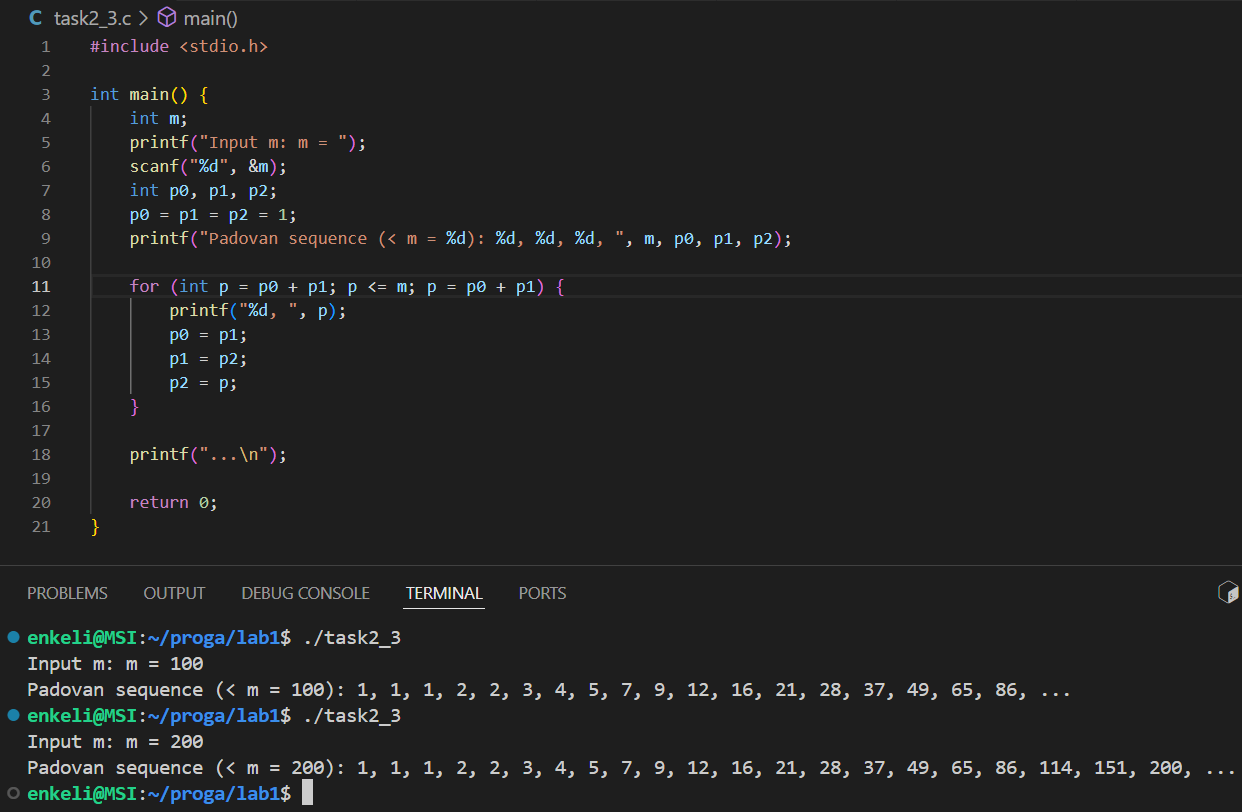 C task2_3.c > main()
1 #include <stdio.h>
2
3 int main() {
4     int m;
5     printf("Input m: m = ");
6     scanf("%d", &m);
7     int p0, p1, p2;
8     p0 = p1 = p2 = 1;
9     printf("Padovan sequence (< m = %d): %d, %d, %d, ", m, p0, p1, p2);
10
11     for (int p = p0 + p1; p <= m; p = p0 + p1) {
12         printf("%d, ", p);
13         p0 = p1;
14         p1 = p2;
15         p2 = p;
16     }
17
18     printf("...\n");
19
20     return 0;
21 }
PROBLEMS OUTPUT DEBUG CONSOLE TERMINAL PORTS
enkeli@MSI:~/proga/lab1$ ./task2_3
Input m: m = 100
Padovan sequence (< m = 100): 1, 1, 1, 2, 2, 3, 4, 5, 7, 9, 12, 16, 21, 28, 37, 49, 65, 86, ...
enkeli@MSI:~/proga/lab1$ ./task2_3
Input m: m = 200
Padovan sequence (< m = 200): 1, 1, 1, 2, 2, 3, 4, 5, 7, 9, 12, 16, 21, 28, 37, 49, 65, 86, 114, 151, 200, ...
enkeli@MSI:~/proga/lab1$